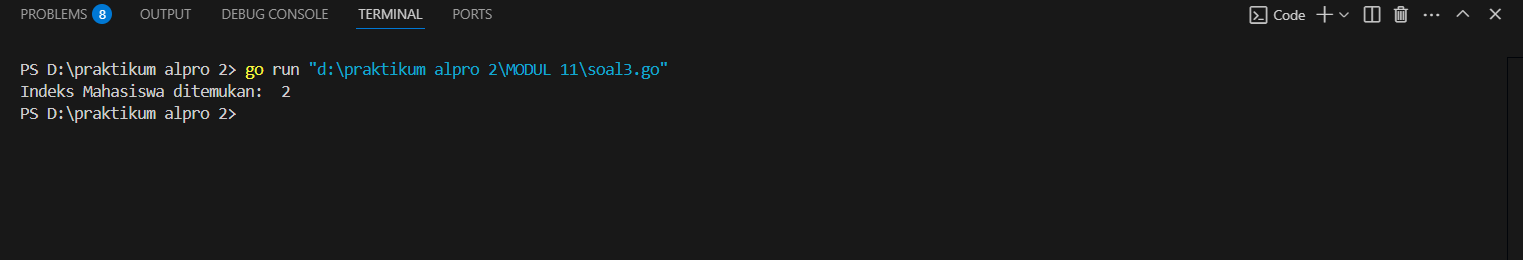 PROBLEMS 8 OUTPUT DEBUG CONSOLE TERMINAL PORTS Code
PS D:\praktikum alpro 2> go run "d:\praktikum alpro 2\MODUL 11\soal3.go"
Indeks Mahasiswa ditemukan:  2
PS D:\praktikum alpro 2>